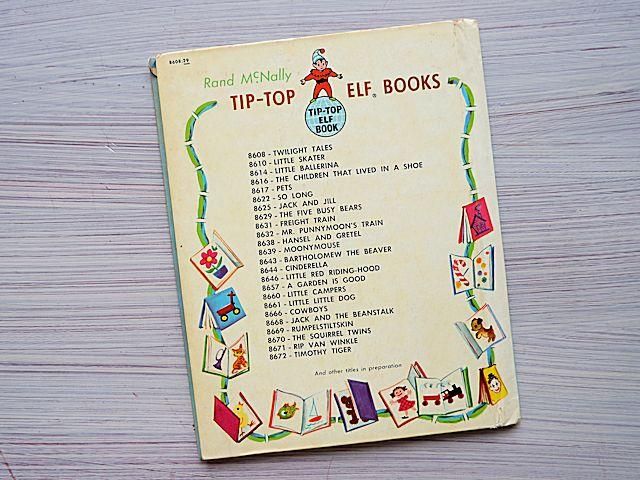 8608:29
Rand McNally
TIP-TOP ELF® BOOKS
TIP-TOP
ELF
BOOK
8608 - TWILIGHT TALES
8610 - LITTLE SKATER
8614 - LITTLE BALLERINA
8616 - THE CHILDREN THAT LIVED IN A SHOE
8617 - PETS
8622 - SO LONG
8625 - JACK AND JILL
8629 - THE FIVE BUSY BEARS
8631 - FREIGHT TRAIN
8632 - MR. PUNNYMOON'S TRAIN
8638 - HANSEL AND GRETEL
8639 - MOONYMOUSE
8643 - BARTHOLOMEW THE BEAVER
8644 - CINDERELLA
8646 - LITTLE RED RIDING-HOOD
8657 - A GARDEN IS GOOD
8660 - LITTLE CAMPERS
8661 - LITTLE LITTLE DOG
8666 - COWBOYS
8668 - JACK AND THE BEANSTALK
8669 - RUMPELSTILTSKIN
8670 - THE SQUIRREL TWINS
8671 - RIP VAN WINKLE
8672 - TIMOTHY TIGER
And other titles in preparation